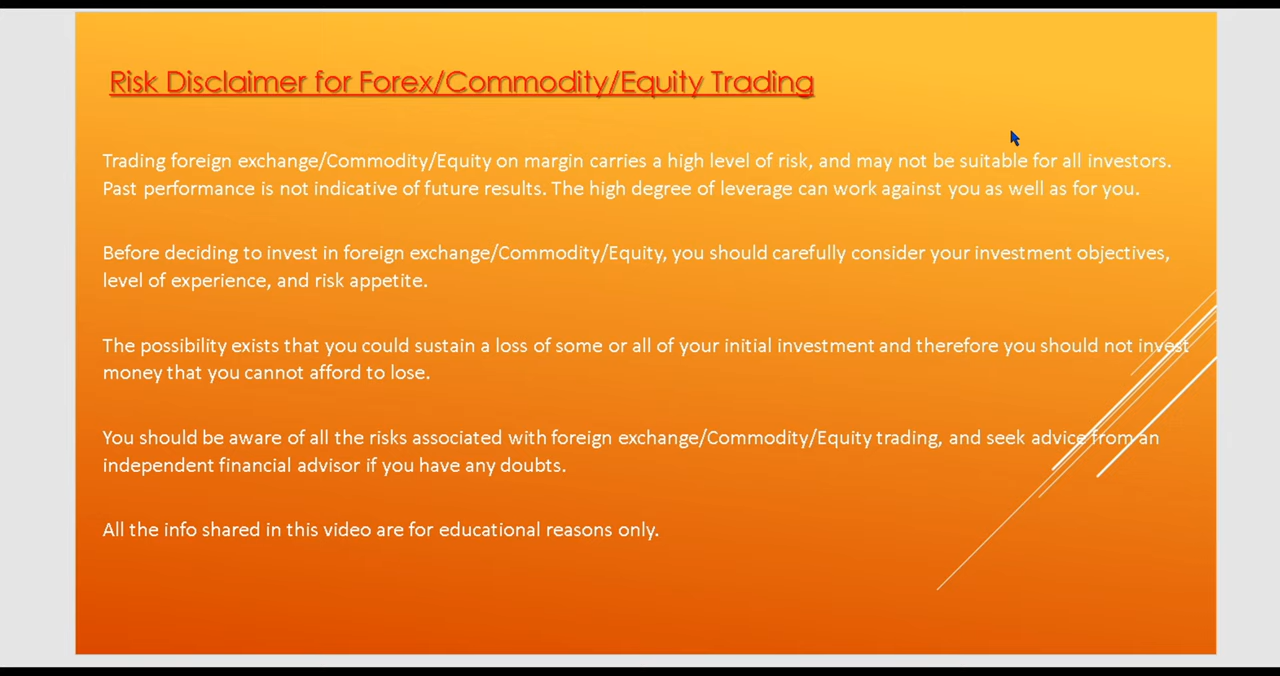 Risk Disclaimer for Forex/Commodity/Equity Trading
Trading foreign exchange/Commodity/Equity on margin carries a high level of risk, and may not be suitable for all investors.
Past performance is not indicative of future results. The high degree of leverage can work against you as well as for you.
Before deciding to invest in foreign exchange/Commodity/Equity, you should carefully consider your investment objectives,
level of experience, and risk appetite.
The possibility exists that you could sustain a loss of some or all of your initial investment and therefore you should not invest
money that you cannot afford to lose.
You should be aware of all the risks associated with foreign exchange/Commodity/Equity trading, and seek advice from an
independent financial advisor if you have any doubts.
All the info shared in this video are for educational reasons only.